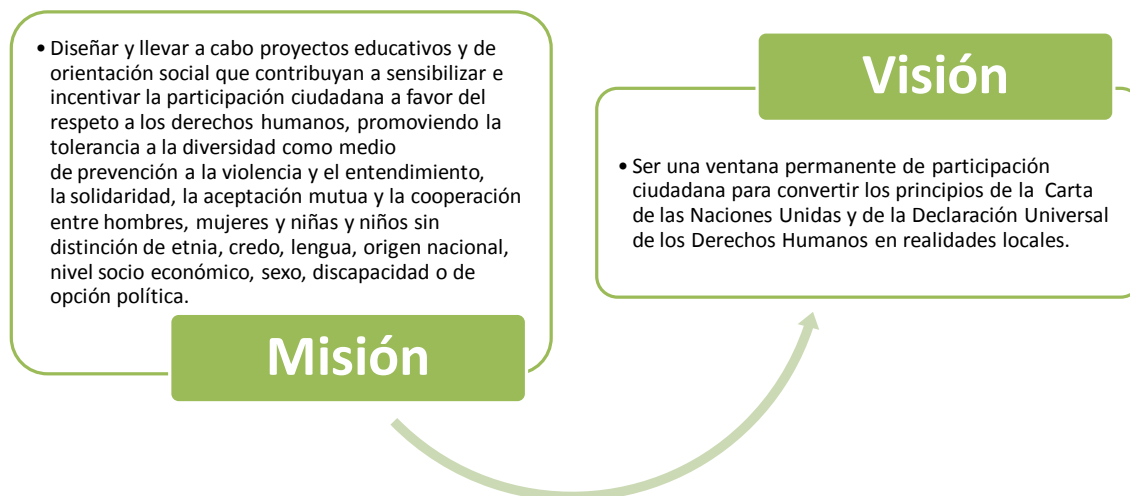 • Diseñar y llevar a cabo proyectos educativos y de
orientación social que contribuyan a sensibilizar e
incentivar la participación ciudadana a favor del
respeto a los derechos humanos, promoviendo la
tolerancia a la diversidad como medio
de prevención a la violencia y el entendimiento,
la solidaridad, la aceptación mutua y la cooperación
entre hombres, mujeres y niñas y niños sin
distinción de etnia, credo, lengua, origen nacional,
nivel socio económico, sexo, discapacidad o de
opción política.
Misión
Visión
• Ser una ventana permanente de participación
ciudadana para convertir los principios de la Carta
de las Naciones Unidas y de la Declaración Universal
de los Derechos Humanos en realidades locales.